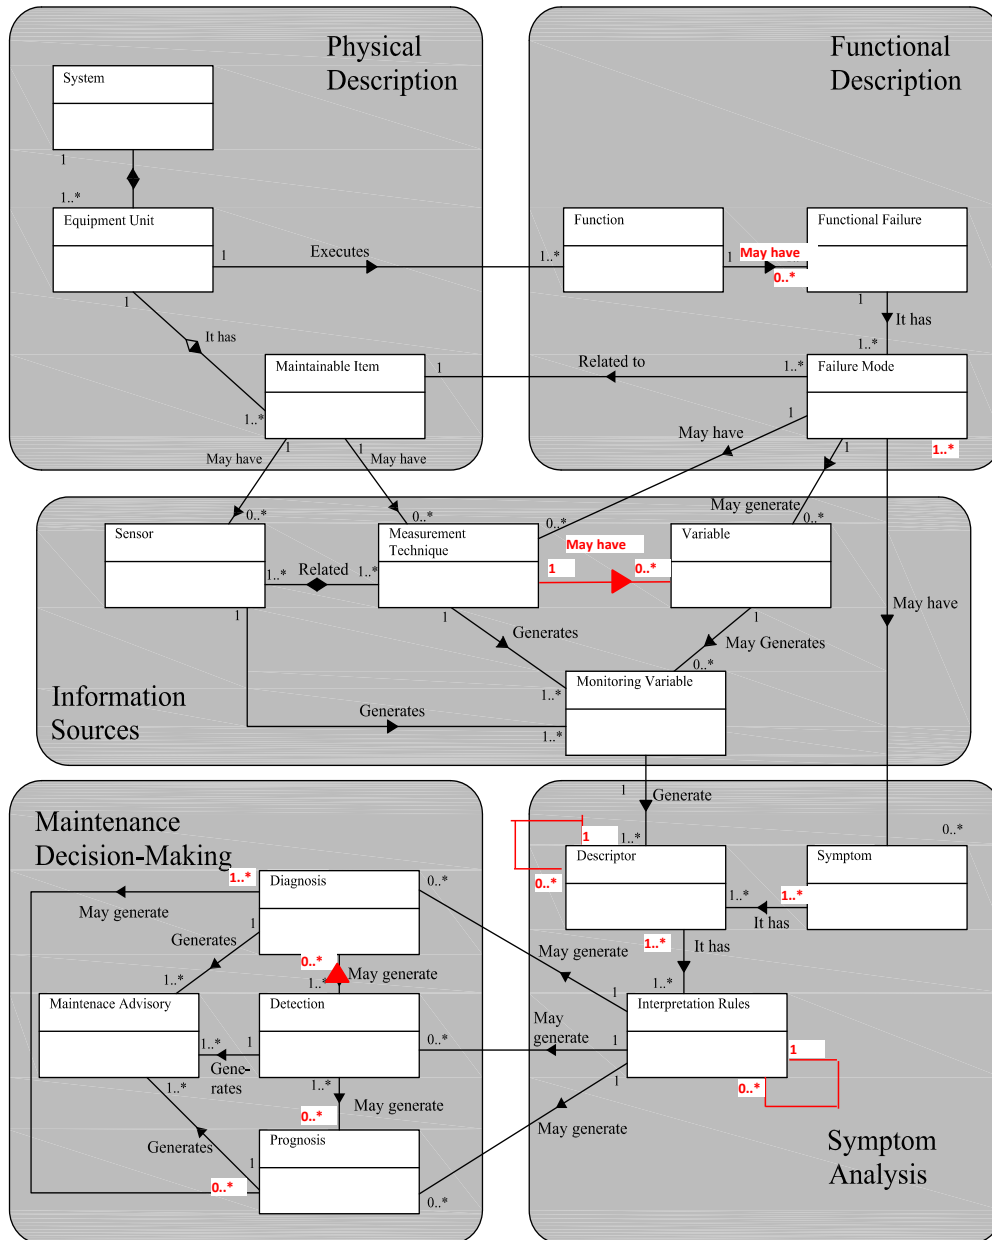 Physical
Description
System
1
1..*
Equipment Unit
1
Executes
1..*
1
It has
1..*
Maintainable Item
1
Related to
1..*
1
May have
1
May have
Functional
Description
Function
1
May have
0..*
Functional Failure
1
It has
1..*
Failure Mode
1
May have
1..*
May generate
0..*
0..*
0..*
0..*
Sensor
Measurement
Technique
May have
Variable
1..*
Related
1..*
1
0..*
1
1
1
Generates
May Generates
May have
0..*
1..*
Monitoring Variable
Generates
1..*
Information
Sources
1
Generate
1
1..*
0..*
Descriptor
0..*
Symptom
1..*
1..*
It has
1..*
It has
1..*
Interpretation Rules
1
0..*
Symptom
Analysis
Maintenance
Decision-Making
1..*
Diagnosis
0..*
May generate
1
Generates
0..*
May generate
May generate
1..*
1..*
1
Maintenace Advisory
Detection
0..*
May
generate
1
1..*
1
Gene-
rates
1
1..*
1..*
May generate
0..*
May generate
Generates
Prognosis
1
0..*
0..*